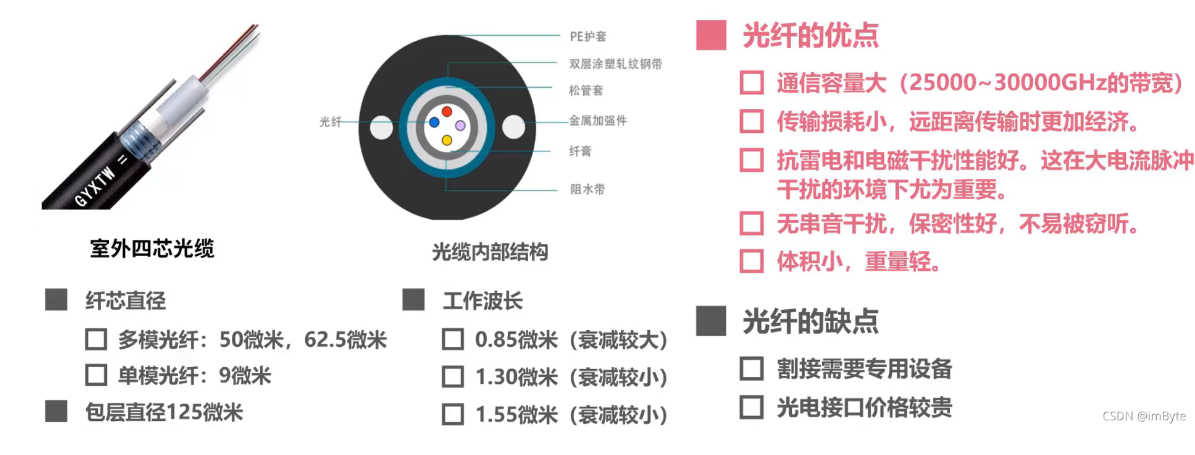 GYXTW =
室外四芯光缆
PE护套
双层涂塑轧纹钢带
松管套
光纤
金属加强件
纤膏
阻水带
光缆内部结构
纤芯直径
多模光纤：50微米，62.5微米
单模光纤：9微米
包层直径125微米
工作波长
0.85微米（衰减较大）
1.30微米（衰减较小）
1.55微米（衰减较小）
光纤的优点
通信容量大（25000~30000GHz的带宽）
传输损耗小，远距离传输时更加经济。
抗雷电和电磁干扰性能好。这在大电流脉冲
干扰的环境下尤为重要。
无串音干扰，保密性好，不易被窃听。
体积小，重量轻。
光纤的缺点
割接需要专用设备
光电接口价格较贵
CSDN @imByte